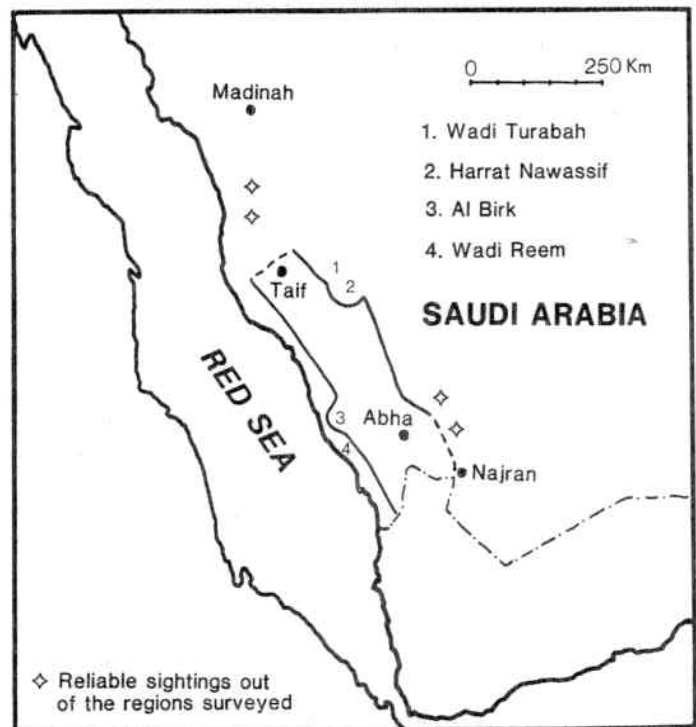 0 250 Km
Madinah
1. Wadi Turabah
2. Harrat Nawassif
3. Al Birk
4. Wadi Reem
1
2
Taif
SAUDI ARABIA
RED SEA
3
Abha
4
Najran
Reliable sightings out
of the regions surveyed